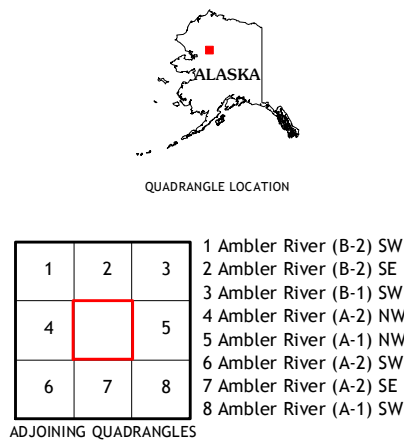 ALASKA
QUADRANGLE LOCATION
1 2 3
4 5
6 7 8
ADJOINING QUADRANGLES
1 Ambler River (B-2) SW
2 Ambler River (B-2) SE
3 Ambler River (B-1) SW
4 Ambler River (A-2) NW
5 Ambler River (A-1) NW
6 Ambler River (A-2) SW
7 Ambler River (A-2) SE
8 Ambler River (A-1) SW